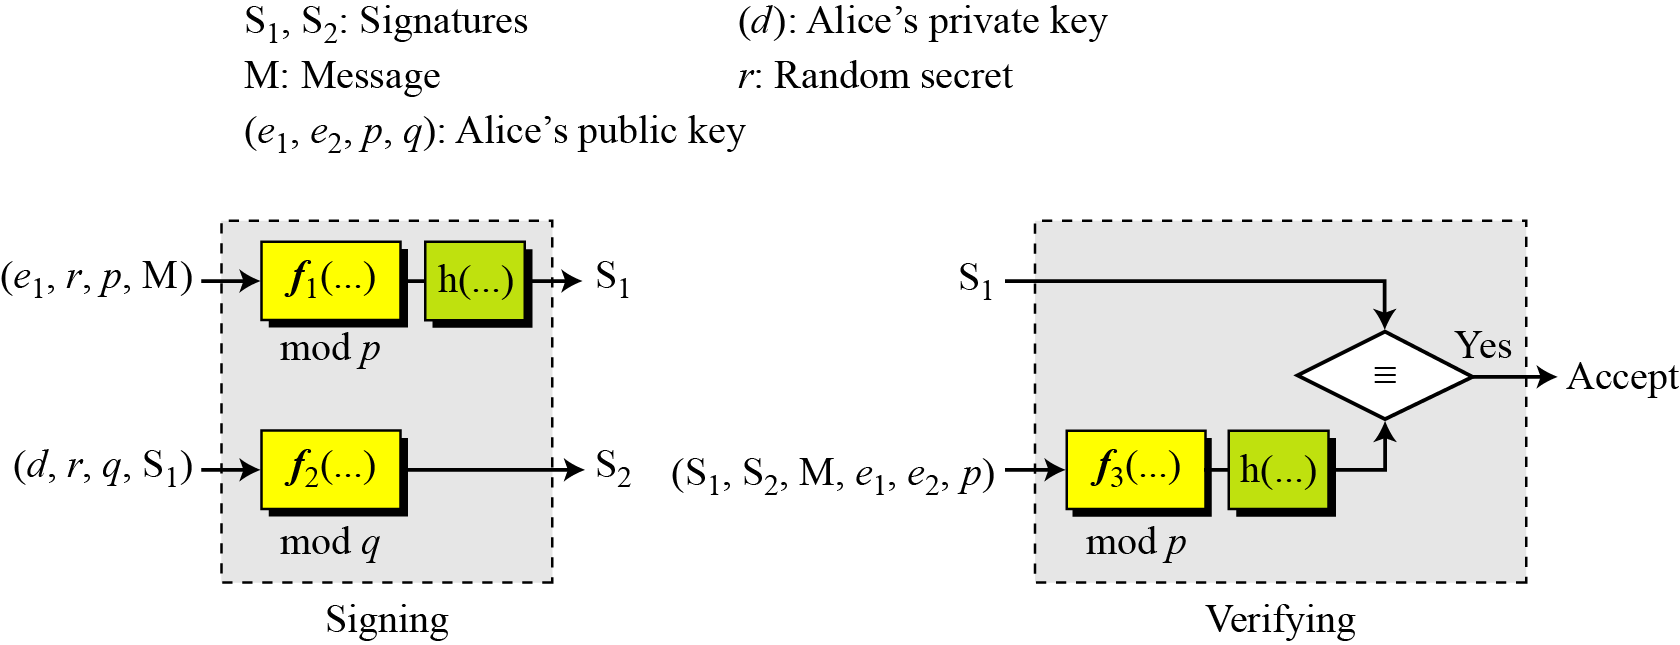 S1, S2: Signatures (d): Alice’s private key
M: Message r: Random secret
(e1, e2, p, q): Alice’s public key
(e1, r, p, M) f1(...) h(...) S1
mod p
(d, r, q, S1) f2(...) S2
mod q
Signing
S1
Yes
≡ Accept
(S1, S2, M, e1, e2, p) f3(...) h(...)
mod p
Verifying